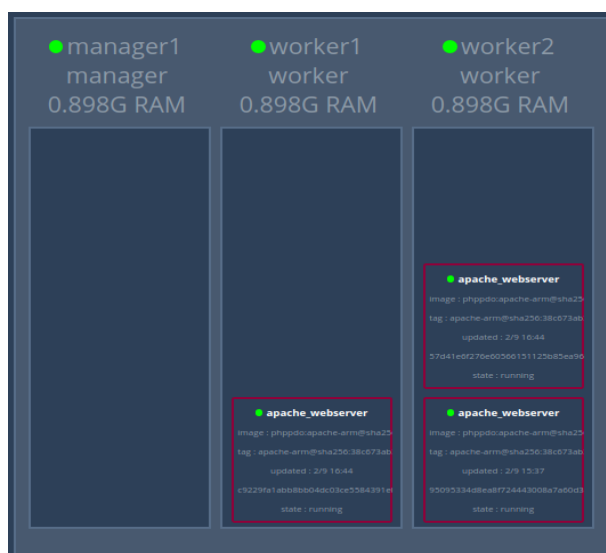 manager1
manager
0.898G RAM
worker1
worker
0.898G RAM
worker2
worker
0.898G RAM
apache_webserver
image : phppdo:apache-arm@sha25
tag : apache-arm@sha256:38c673ab
updated : 2/9 16:44
c9229fa1abb8bb04dc03ce5584391ef
state : running
apache_webserver
image : phppdo:apache-arm@sha25
tag : apache-arm@sha256:38c673ab
updated : 2/9 16:44
57d41e6f276e60566151125b85ea96
state : running
apache_webserver
image : phppdo:apache-arm@sha25
tag : apache-arm@sha256:38c673ab
updated : 2/9 15:37
95095334d8ea8f724443008a7a60d3
state : running